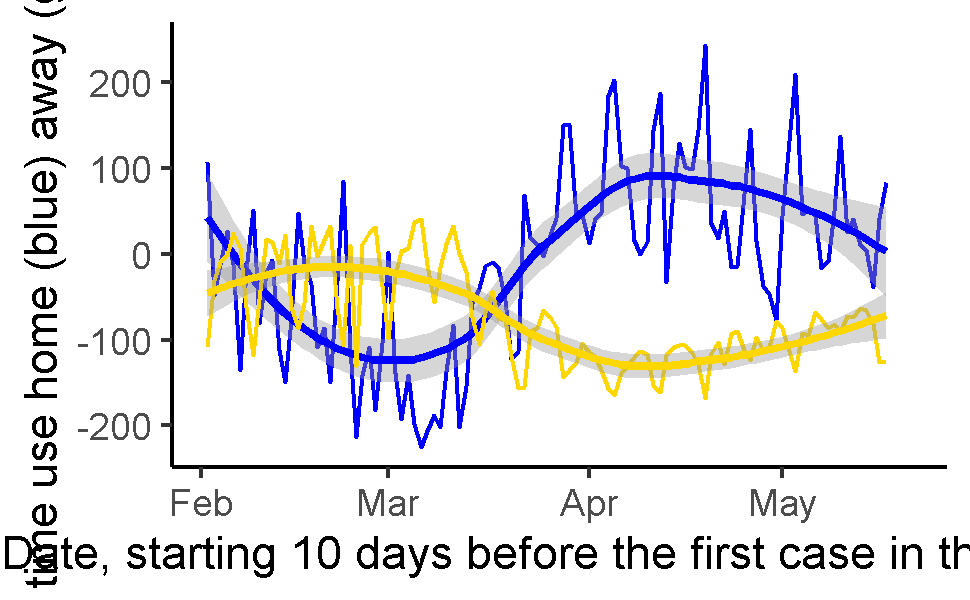 time use home (blue) away (
200
100
0
-100
-200
Feb Mar Apr May
Date, starting 10 days before the first case in th